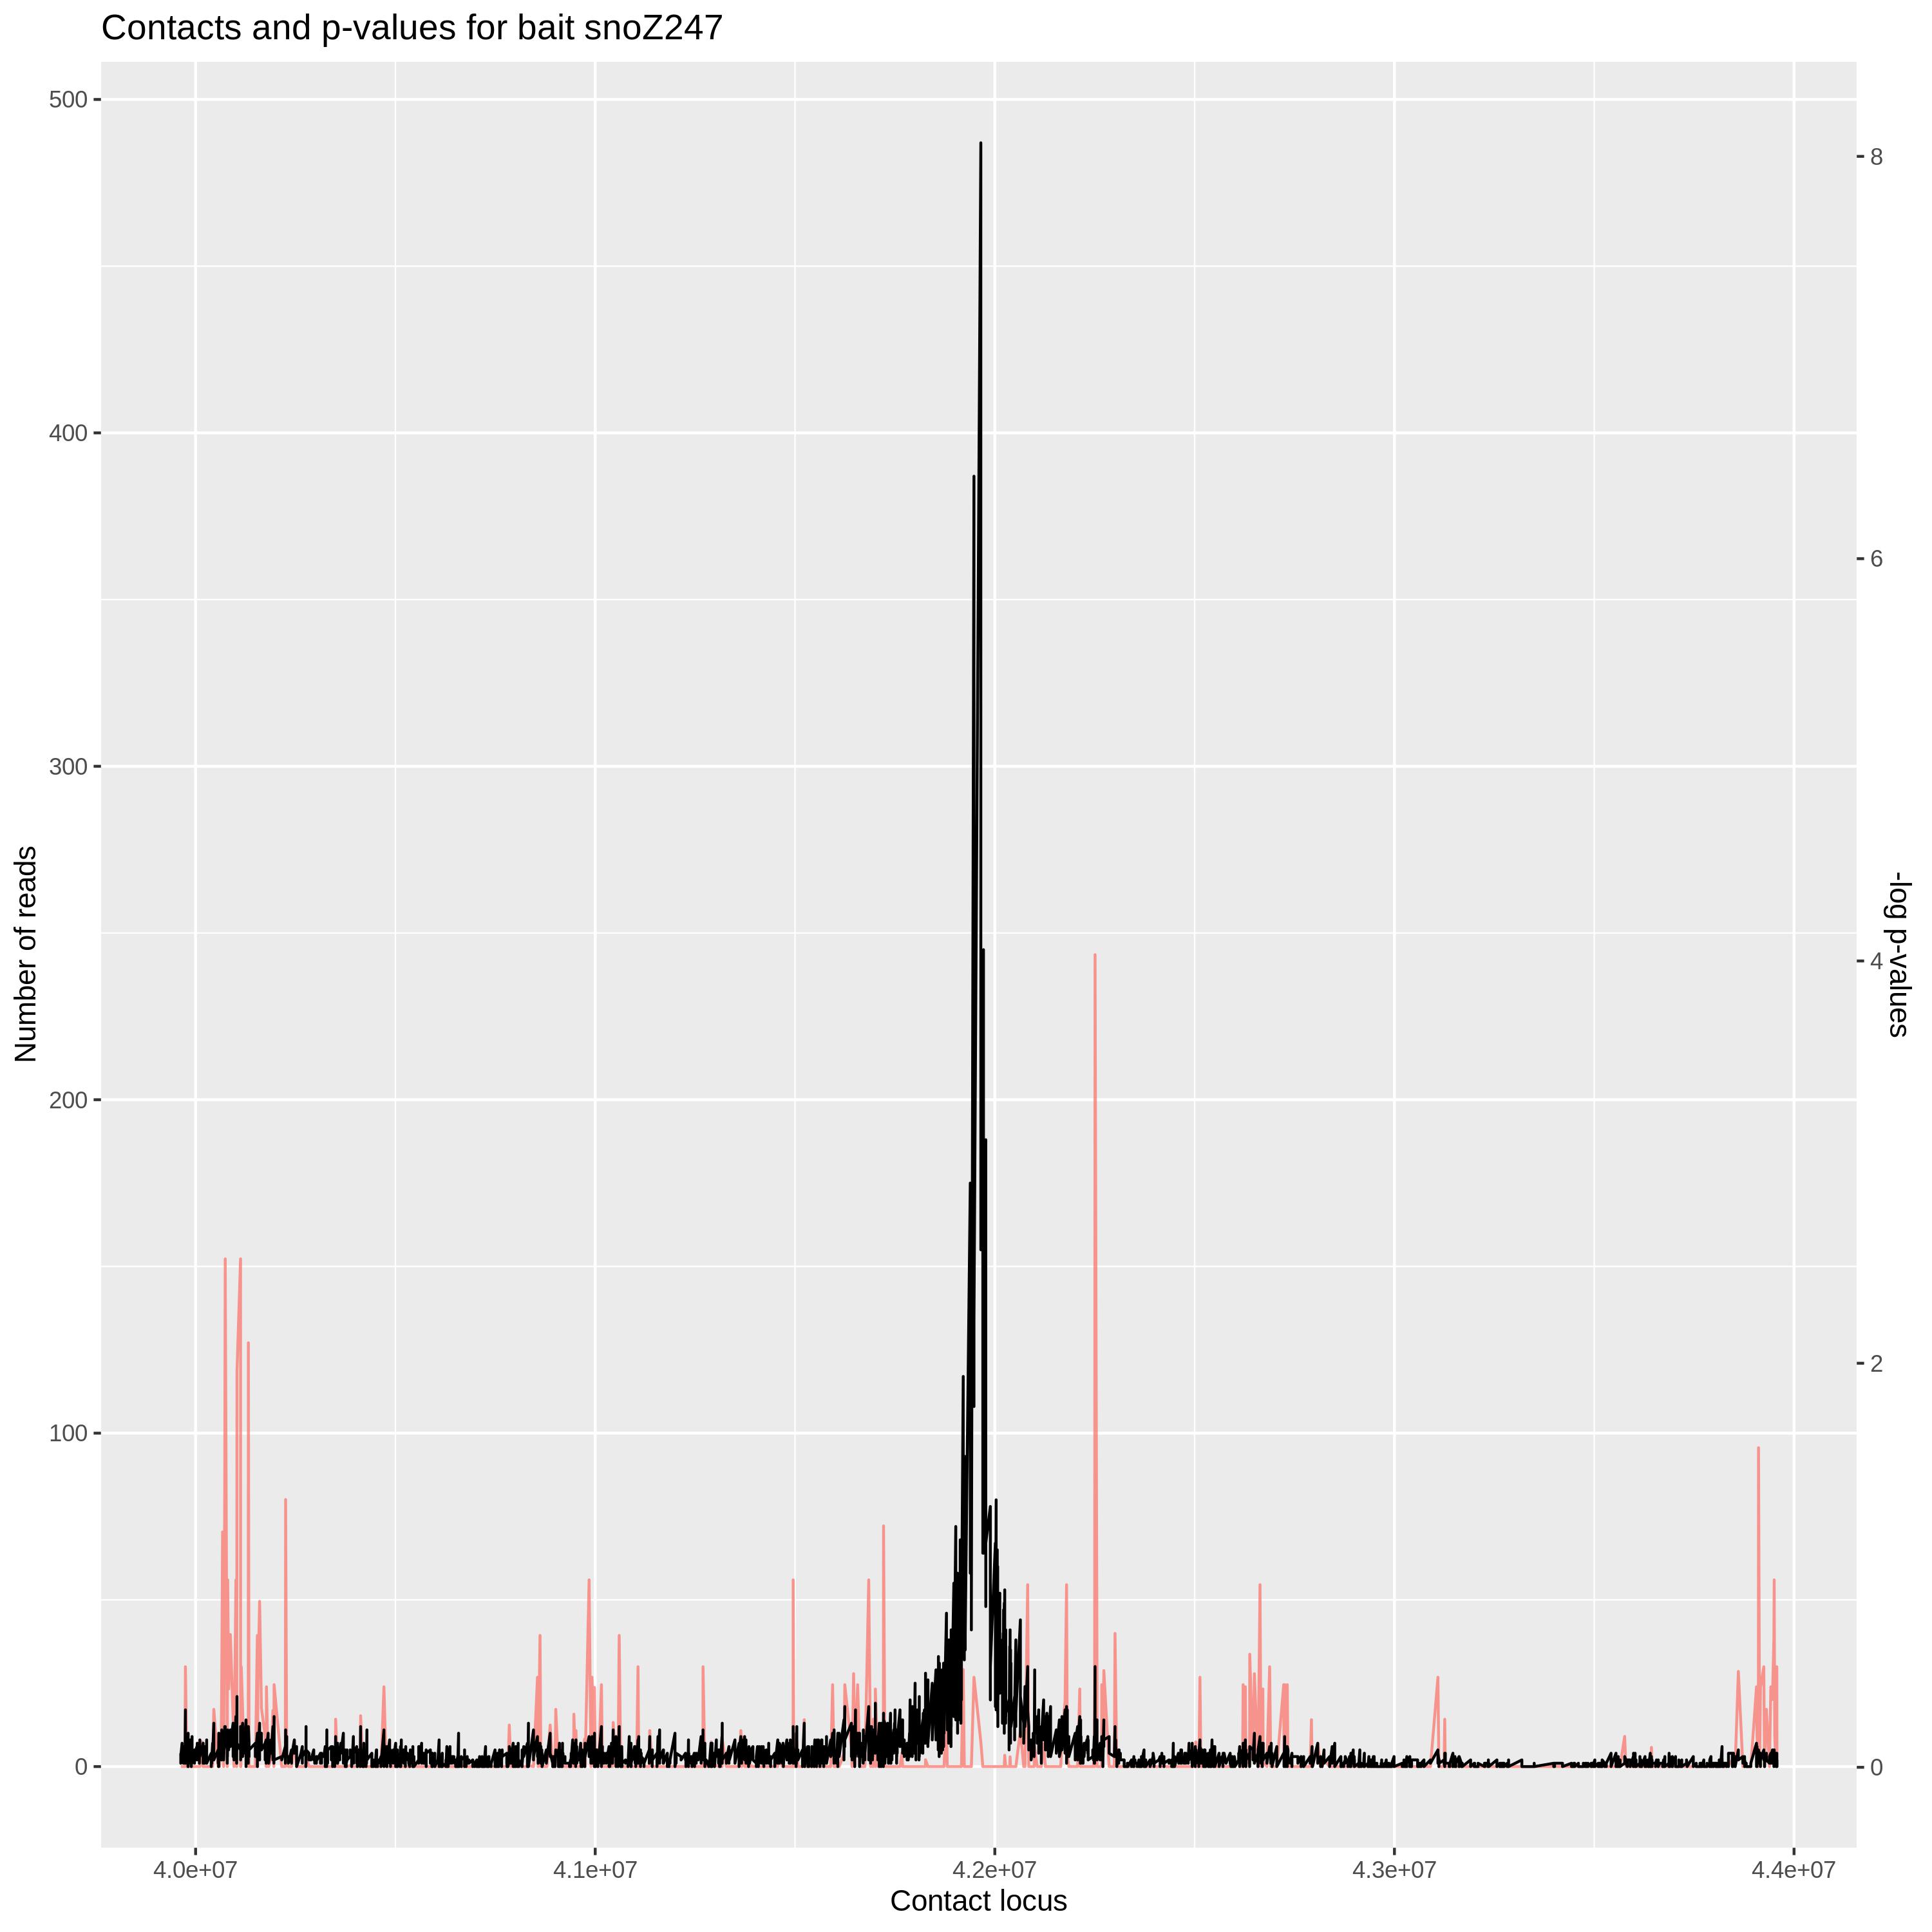 Contacts and p-values for bait snoZ247
500
400
300
200
100
0
Number of reads
8
6
4
2
0
-log p-values
4.0e+07
4.1e+07
4.2e+07
4.3e+07
4.4e+07
Contact locus